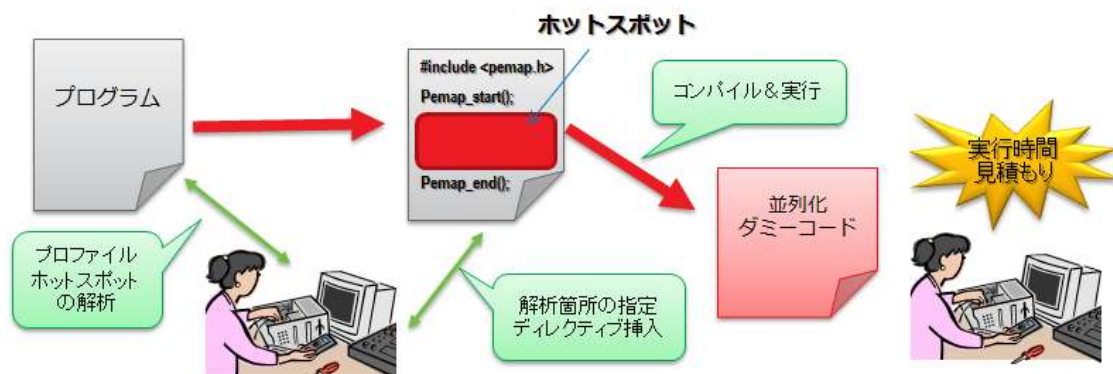 ホットスポット
プログラム
#include <pemap.h>
Pemap_start();
Pemap_end();
コンパイル＆実行
実行時間
見積もり
並列化
ダミーコード
プロファイル
ホットスポット
の解析
解析箇所の指定
ディレクティブ挿入